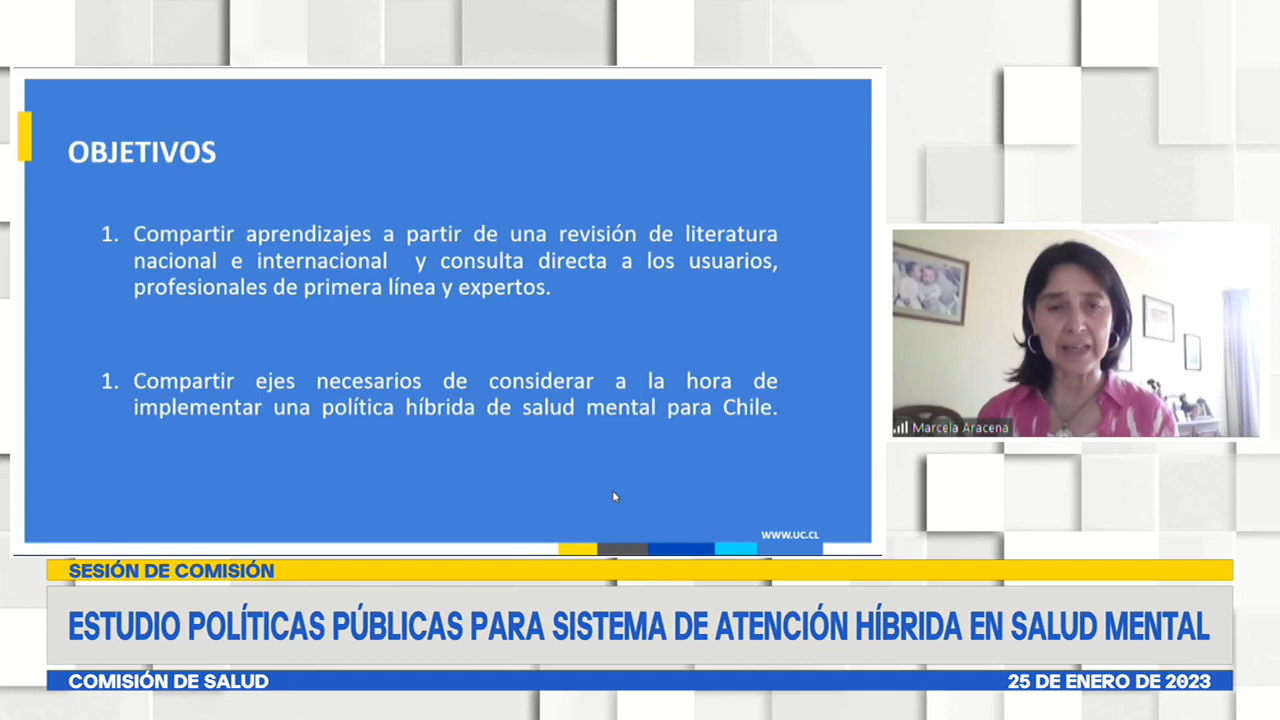 OBJETIVOS
1. Compartir aprendizajes a partir de una revisión de literatura
nacional e internacional y consulta directa a los usuarios,
profesionales de primera línea y expertos.
1. Compartir ejes necesarios de considerar a la hora de
implementar una política híbrida de salud mental para Chile.
WWW.UC.CL
Marcela Aracena
SESIÓN DE COMISIÓN
ESTUDIO POLÍTICAS PÚBLICAS PARA SISTEMA DE ATENCIÓN HÍBRIDA EN SALUD MENTAL
COMISIÓN DE SALUD
25 DE ENERO DE 2023